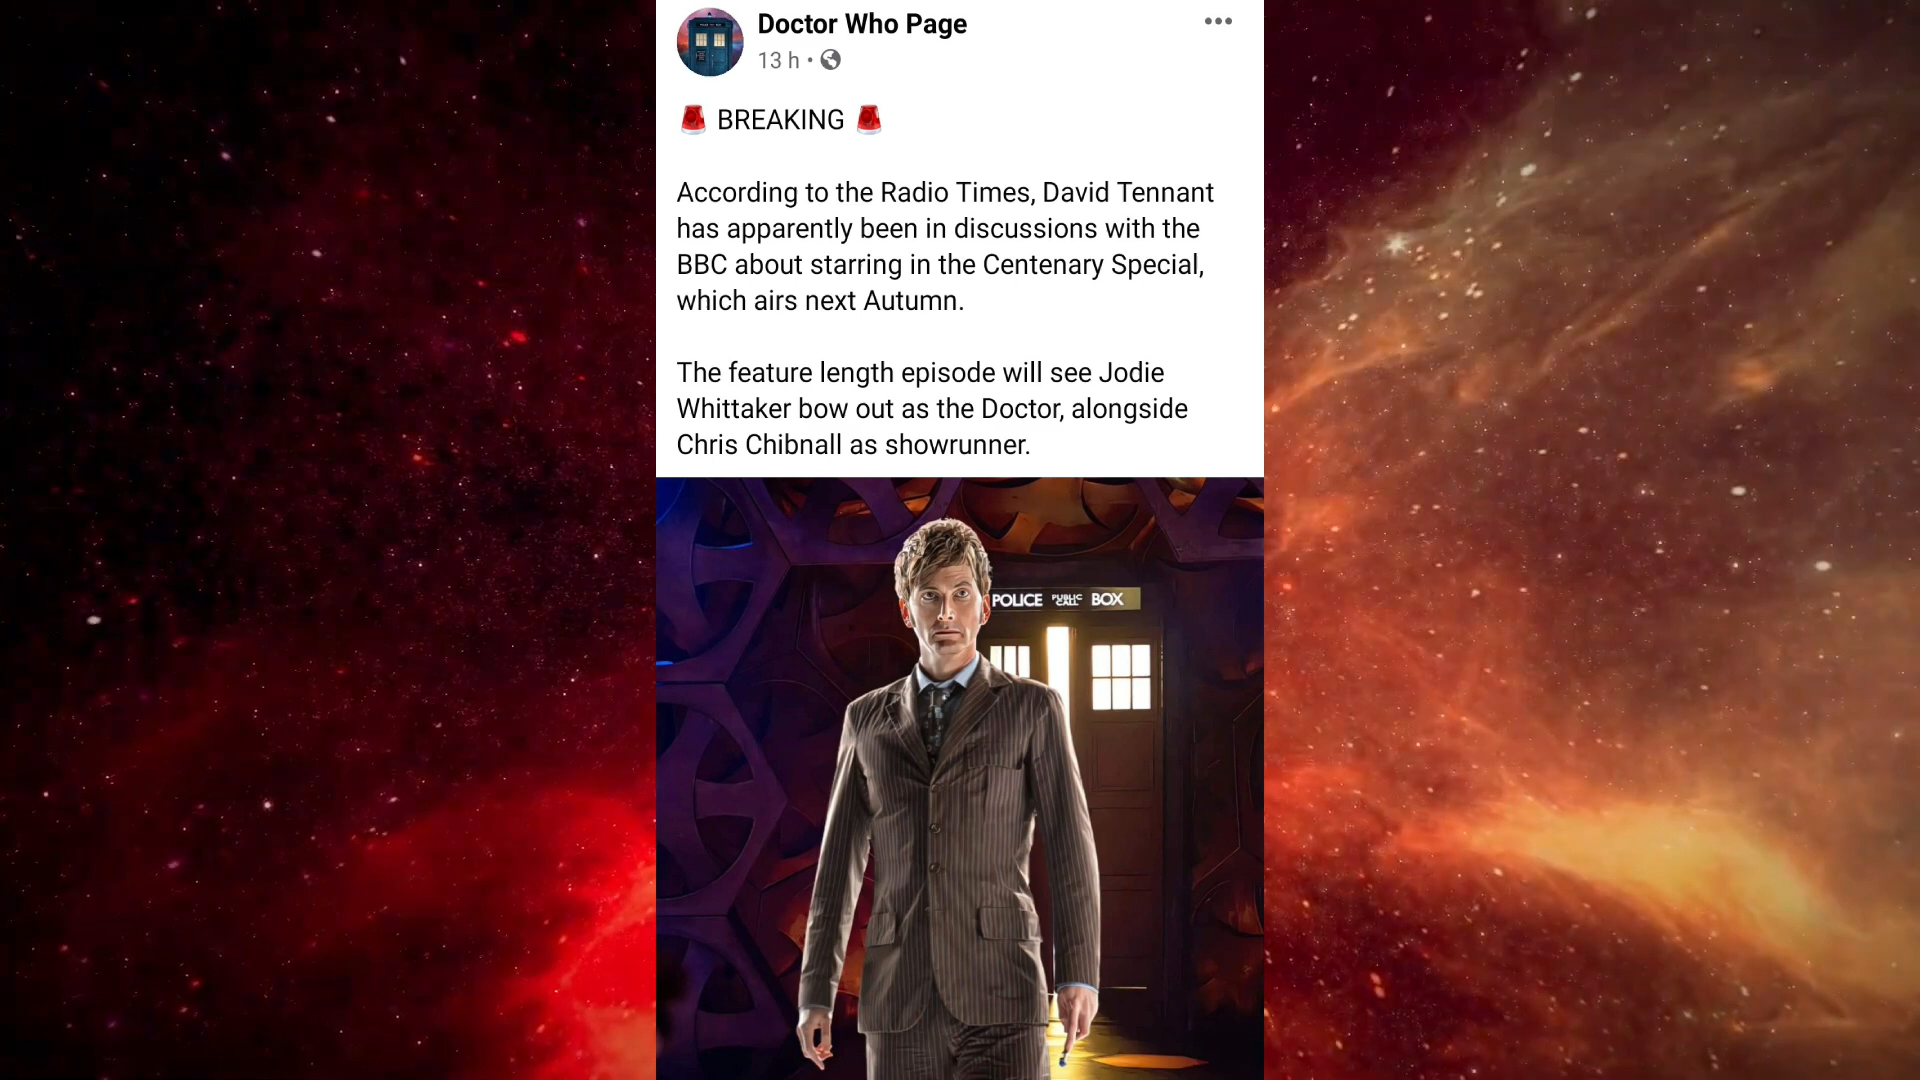 Doctor Who Page
13 h •
🚨 BREAKING 🚨
According to the Radio Times, David Tennant
has apparently been in discussions with the
BBC about starring in the Centenary Special,
which airs next Autumn.
The feature length episode will see Jodie
Whittaker bow out as the Doctor, alongside
Chris Chibnall as showrunner.
POLICE PUBLIC CALL BOX